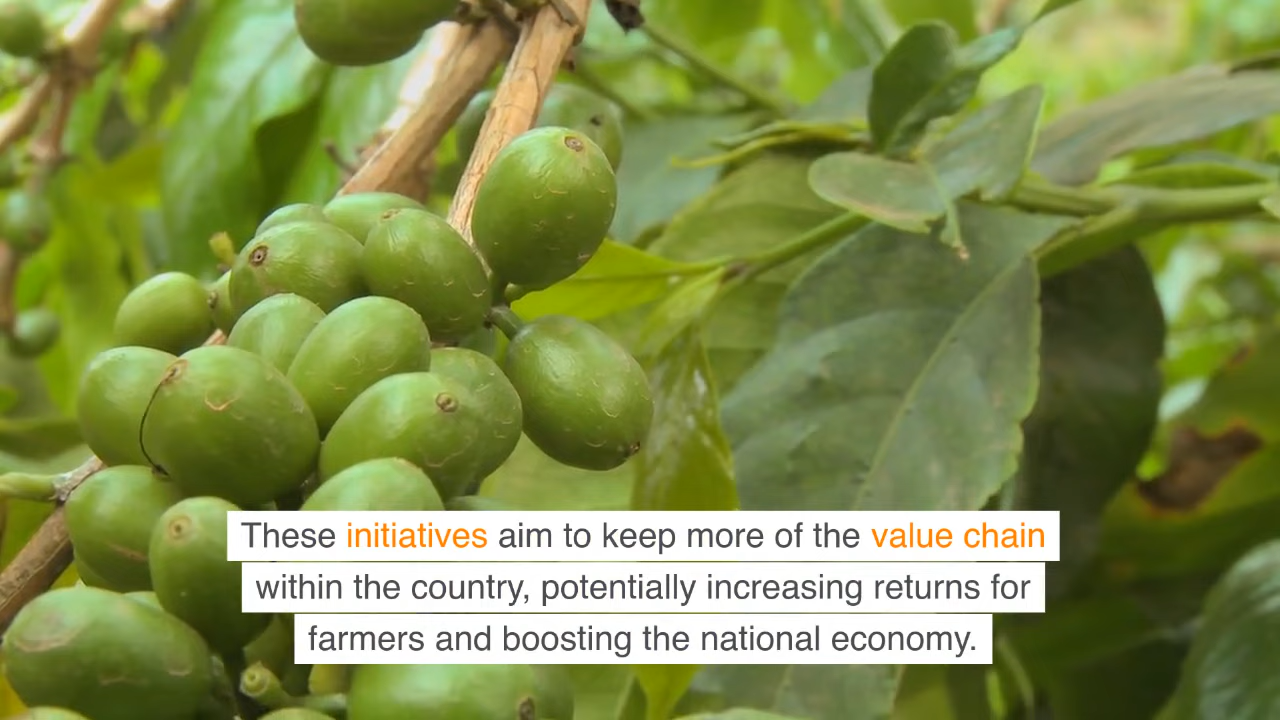 These initiatives aim to keep more of the value chain
within the country, potentially increasing returns for
farmers and boosting the national economy.